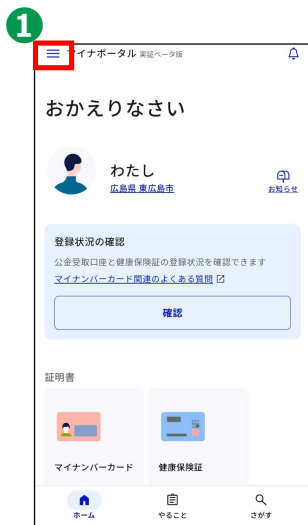 1
マイナポータル 実証ベータ版
おかえりなさい
わたし
広島県 東広島市
お知らせ
登録状況の確認
公金受取口座と健康保険証の登録状況を確認できます
マイナンバーカード関連のよくある質問
確認
証明書
マイナンバーカード 健康保険証
ホーム やること さがす